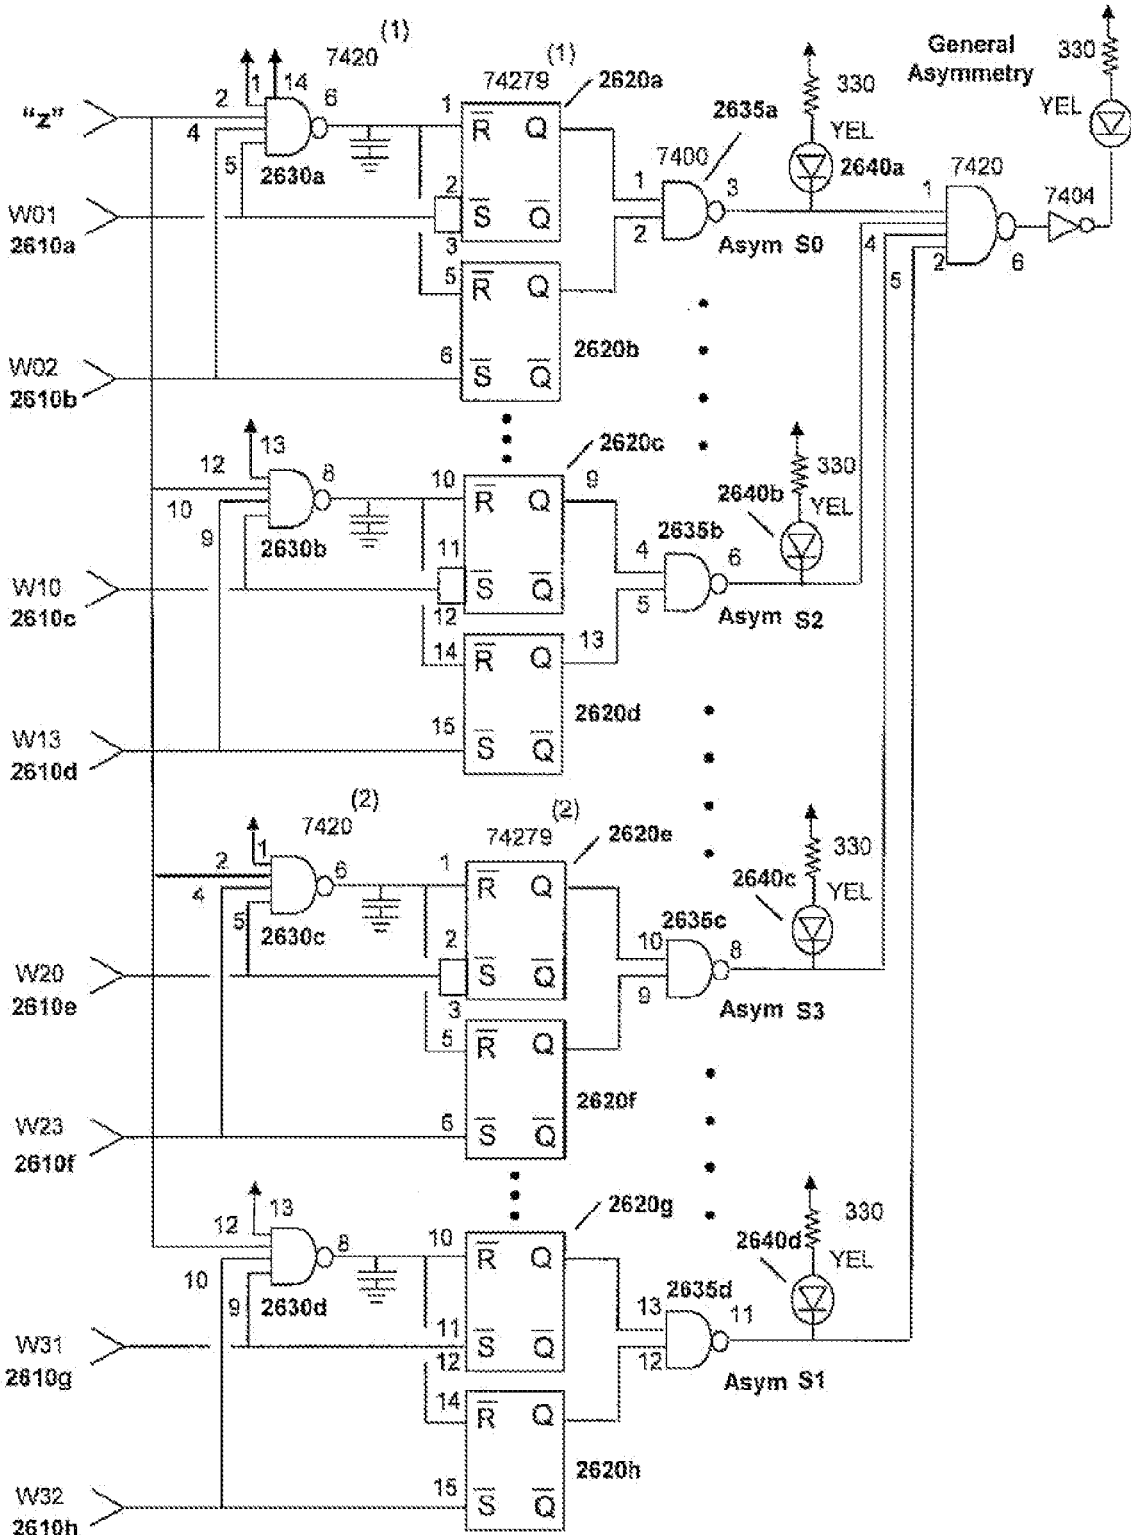 (1)
7420
(1)
74279
2620a
General
Asymmetry
330
330
YEL
YEL
"z"
2
1
14
6
4
5
2630a
1
R̅ Q
2635a
7400
1
3
2
2640a
7420
1
7404
W01
2610a
2
S̅ Q̅
3
Asym S0
4
2
6
5
5
R̅ Q
2620b
W02
2610b
6
S̅ Q̅
2620c
13
12
8
10
9
2630b
10
R̅ Q
9
2640b
330
YEL
2635b
4
6
5
W10
2610c
11
S̅ Q̅
12
Asym S2
14
R̅ Q
13
2620d
W13
2610d
15
S̅ Q̅
(2)
7420
(2)
74279
2620e
1
2
6
4
5
2630c
1
R̅ Q
330
2640c
YEL
2635c
10
8
9
W20
2610e
2
S̅ Q̅
3
Asym S3
5
R̅ Q
2620f
W23
2610f
6
S̅ Q̅
2620g
13
12
8
10
9
2630d
10
R̅ Q
330
2640d
YEL
2635d
13
11
12
W31
2610g
11
S̅ Q̅
12
Asym S1
14
R̅ Q
2620h
W32
2610h
15
S̅ Q̅